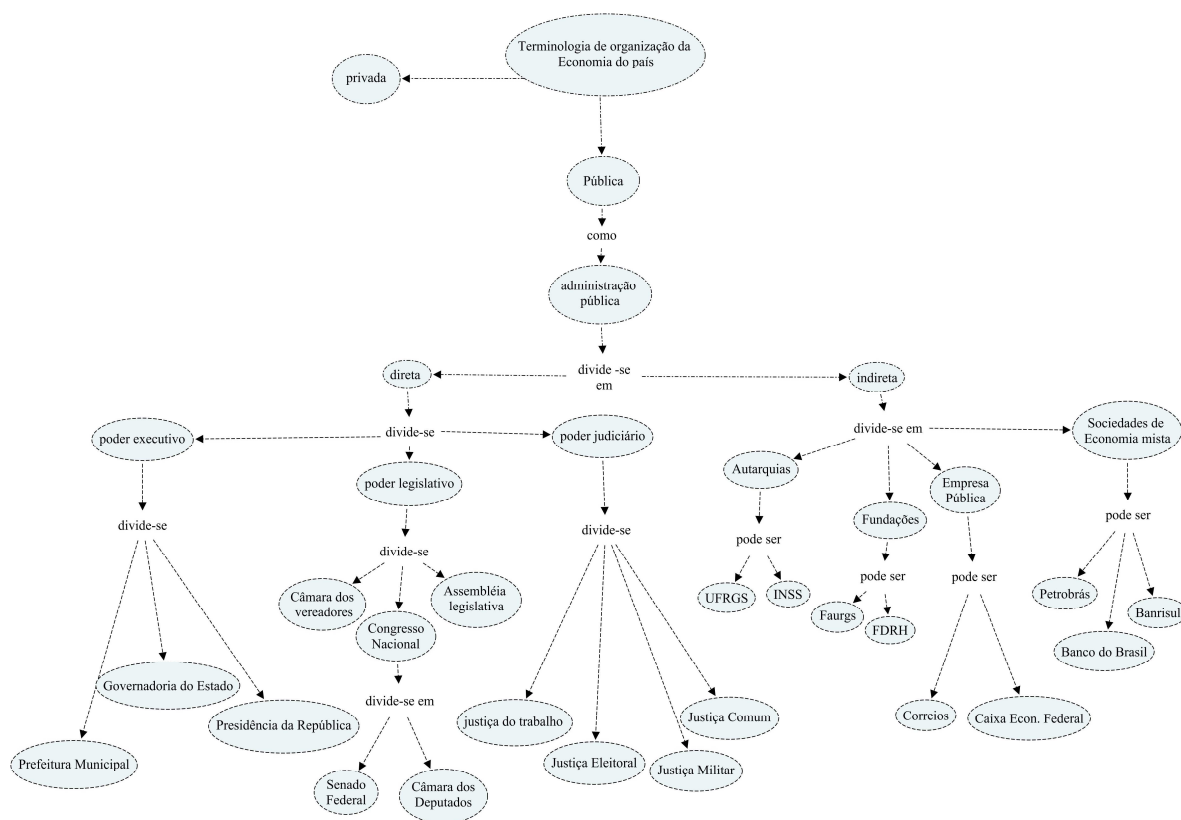 Terminologia de organização da
Economia do país
privada
Pública
como
administração
pública
divide -se
em
direta
indireta
poder executivo
divide-se
poder judiciário
divide-se em
Sociedades de
Economia mista
poder legislativo
Autarquias
Empresa
Pública
Fundações
divide-se
divide-se
divide-se
pode ser
pode ser
pode ser
pode ser
Câmara dos
vereadores
Assembléia
legislativa
Congresso
Nacional
UFRGS
INSS
Faurgs
FDRH
Petrobrás
Banrisul
Banco do Brasil
Governadoria do Estado
Presidência da República
Prefeitura Municipal
divide-se em
Senado
Federal
Câmara dos
Deputados
justiça do trabalho
Justiça Eleitoral
Justiça Militar
Justiça Comum
Correios
Caixa Econ. Federal